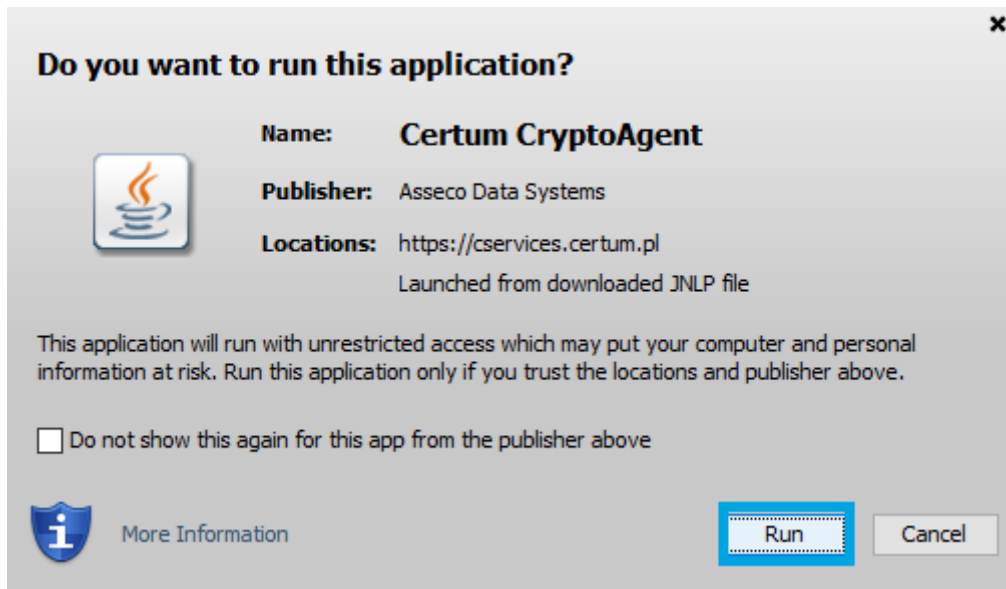 Do you want to run this application?
Name: Certum CryptoAgent
Publisher: Asseco Data Systems
Locations: https://cservices.certum.pl
Launched from downloaded JNLP file
This application will run with unrestricted access which may put your computer and personal
information at risk. Run this application only if you trust the locations and publisher above.
Do not show this again for this app from the publisher above
More Information
Run
Cancel